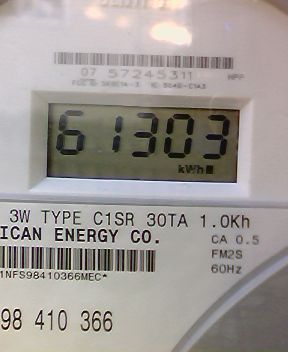 07 57245311 HPP
61303
kWh
3W TYPE C1SR 30TA 1.0Kh
ICAN ENERGY CO.
CA 0.5
FM2S
60Hz
1NFS98410366MEC*
98 410 366